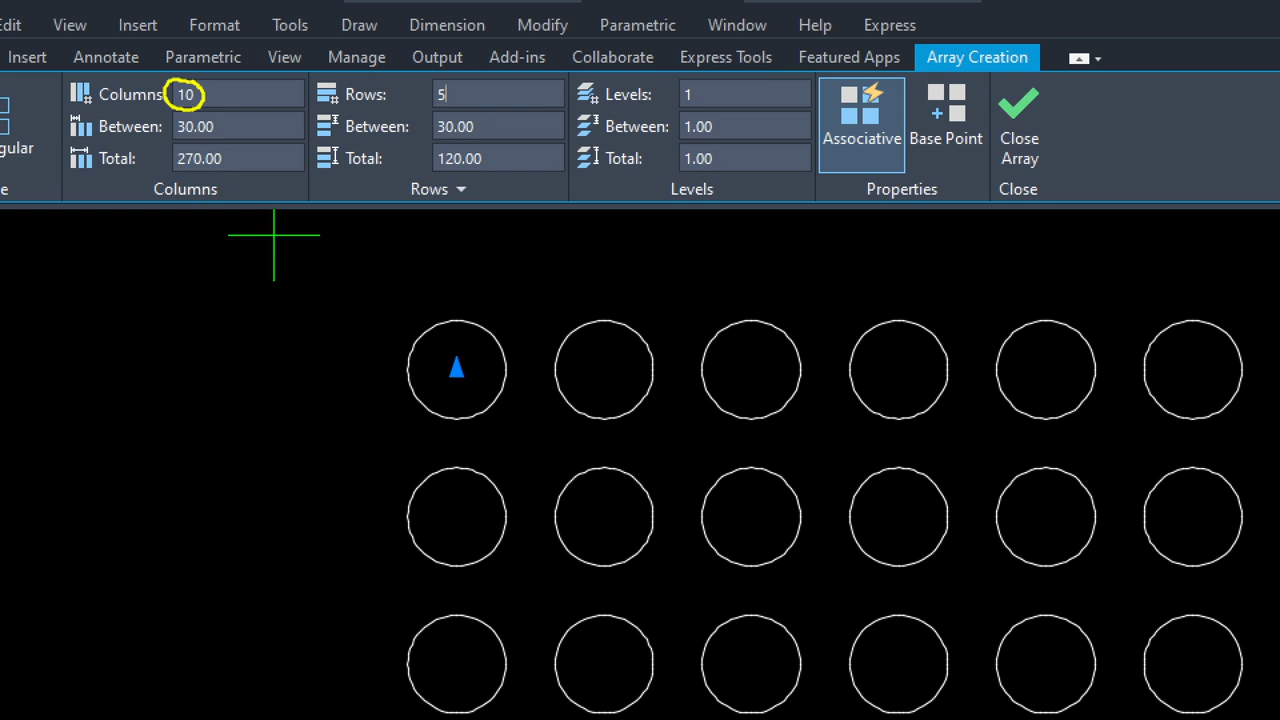 Edit View Insert Format Tools Draw Dimension Modify Parametric Window Help Express
Insert Annotate Parametric View Manage Output Add-ins Collaborate Express Tools Featured Apps Array Creation
Columns: 10 Rows: 5 Levels: 1
Between: 30.00 Between: 30.00 Between: 1.00 Associative Base Point Close
Total: 270.00 Total: 120.00 Total: 1.00 Array
Columns Rows Levels Properties Close